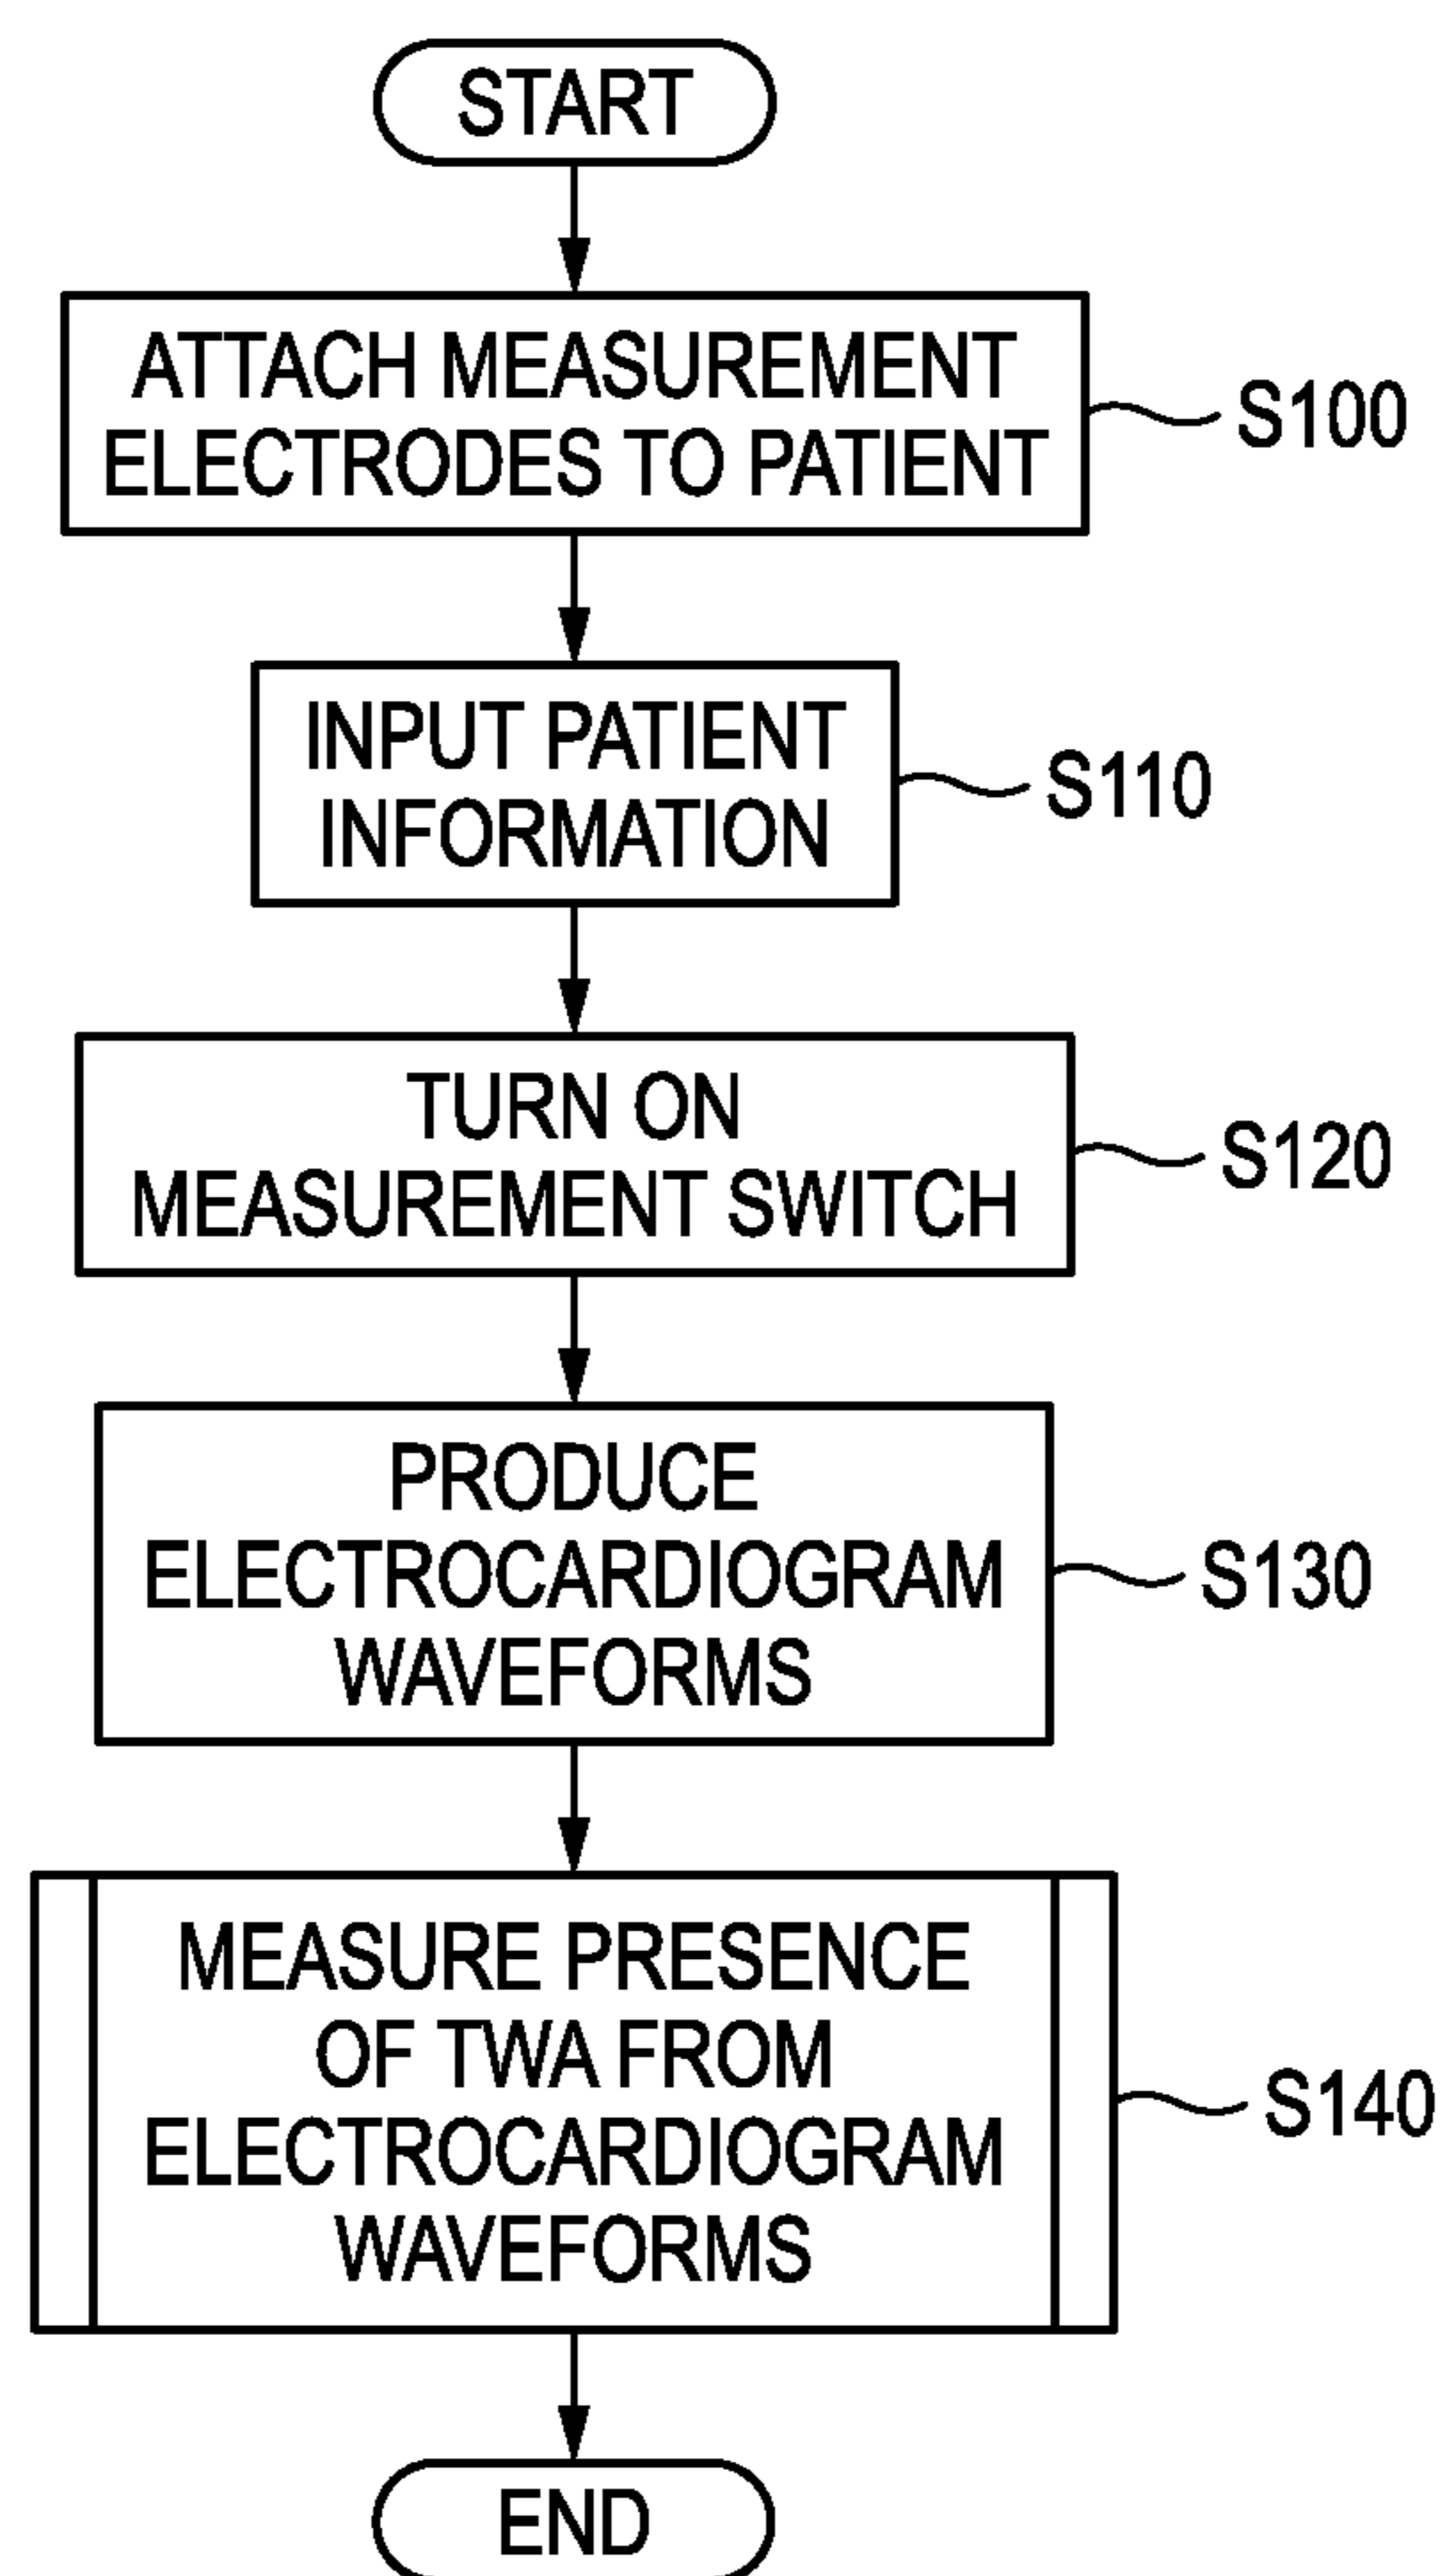 START
ATTACH MEASUREMENT
ELECTRODES TO PATIENT
S100
INPUT PATIENT
INFORMATION
S110
TURN ON
MEASUREMENT SWITCH
S120
PRODUCE
ELECTROCARDIOGRAM
WAVEFORMS
S130
MEASURE PRESENCE
OF TWA FROM
ELECTROCARDIOGRAM
WAVEFORMS
S140
END